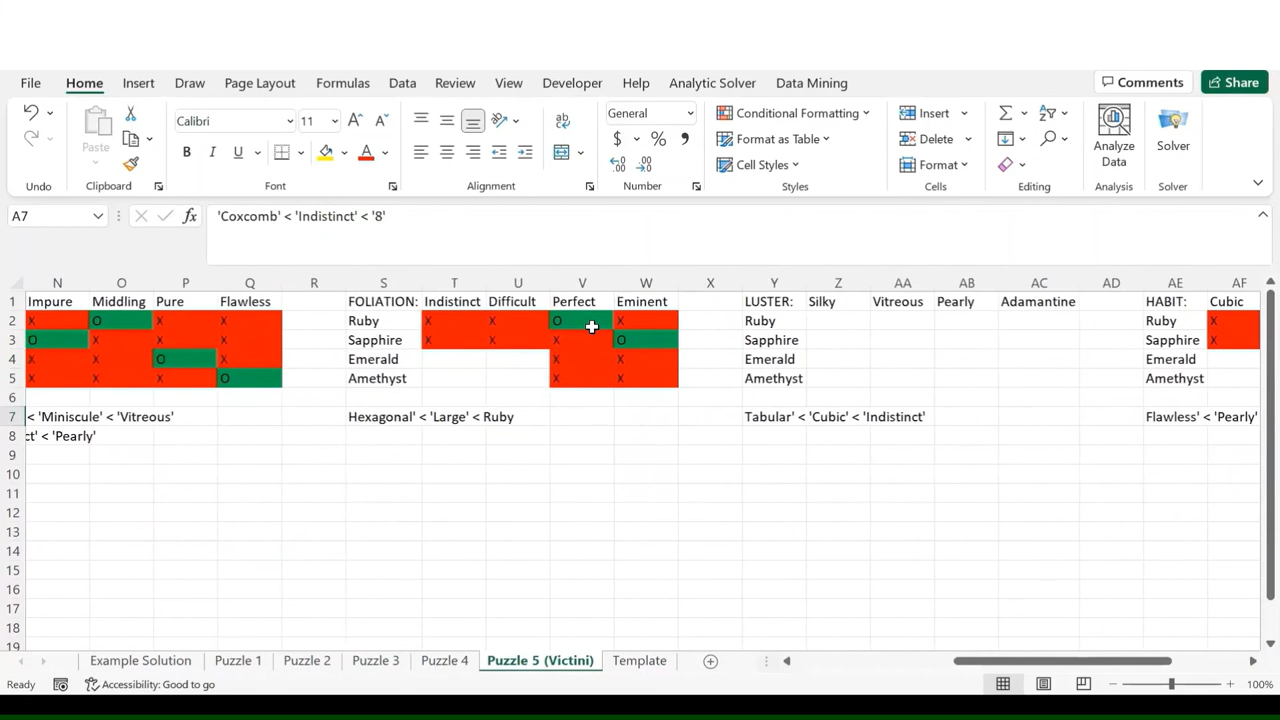 File Home Insert Draw Page Layout Formulas Data Review View Developer Help Analytic Solver Data Mining Comments Share
Calibri 11 A^ A˅ ab General Conditional Formatting Insert Σ
Paste B I U A $ % , Format as Table Delete Analyze Data Solver
Cell Styles Format
Undo Clipboard Font Alignment Number Styles Cells Editing Analysis Solver
A7 fx 'Coxcomb' < 'Indistinct' < '8'
N O P Q R S T U V W X Y Z AA AB AC AD AE AF
1 Impure Middling Pure Flawless FOLIATION: Indistinct Difficult Perfect Eminent LUSTER: Silky Vitreous Pearly Adamantine HABIT: Cubic
2 X O X X Ruby X X O X Ruby Ruby X
3 O X X X Sapphire X X X O Sapphire Sapphire X
4 X X O X Emerald X X Emerald Emerald
5 X X X O Amethyst X X Amethyst Amethyst
6
7 < 'Miniscule' < 'Vitreous' Hexagonal' < 'Large' < Ruby Tabular' < 'Cubic' < 'Indistinct' Flawless' < 'Pearly'
8 ct' < 'Pearly'
9
10
11
12
13
14
15
16
17
18
19
Example Solution Puzzle 1 Puzzle 2 Puzzle 3 Puzzle 4 Puzzle 5 (Victini) Template
Ready Accessibility: Good to go 100%